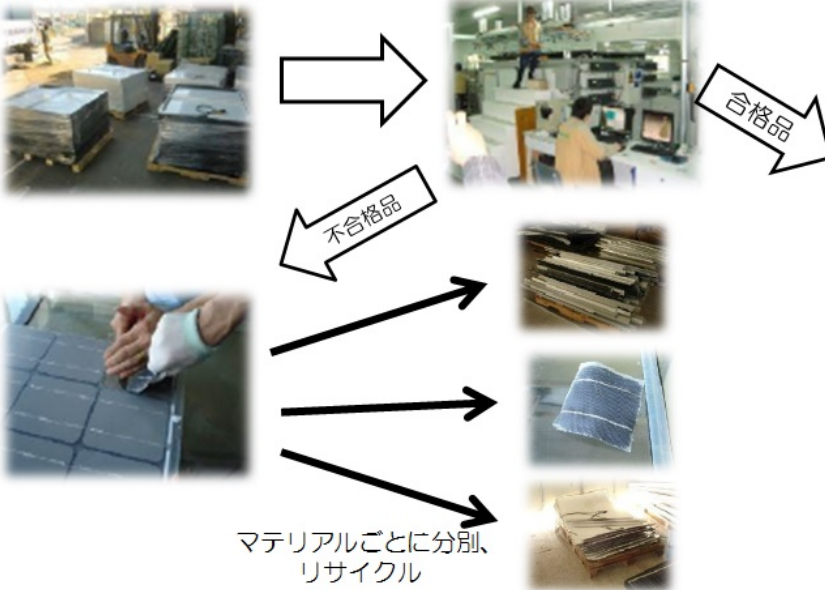 合格品
不合格品
マテリアルごとに分別、
リサイクル